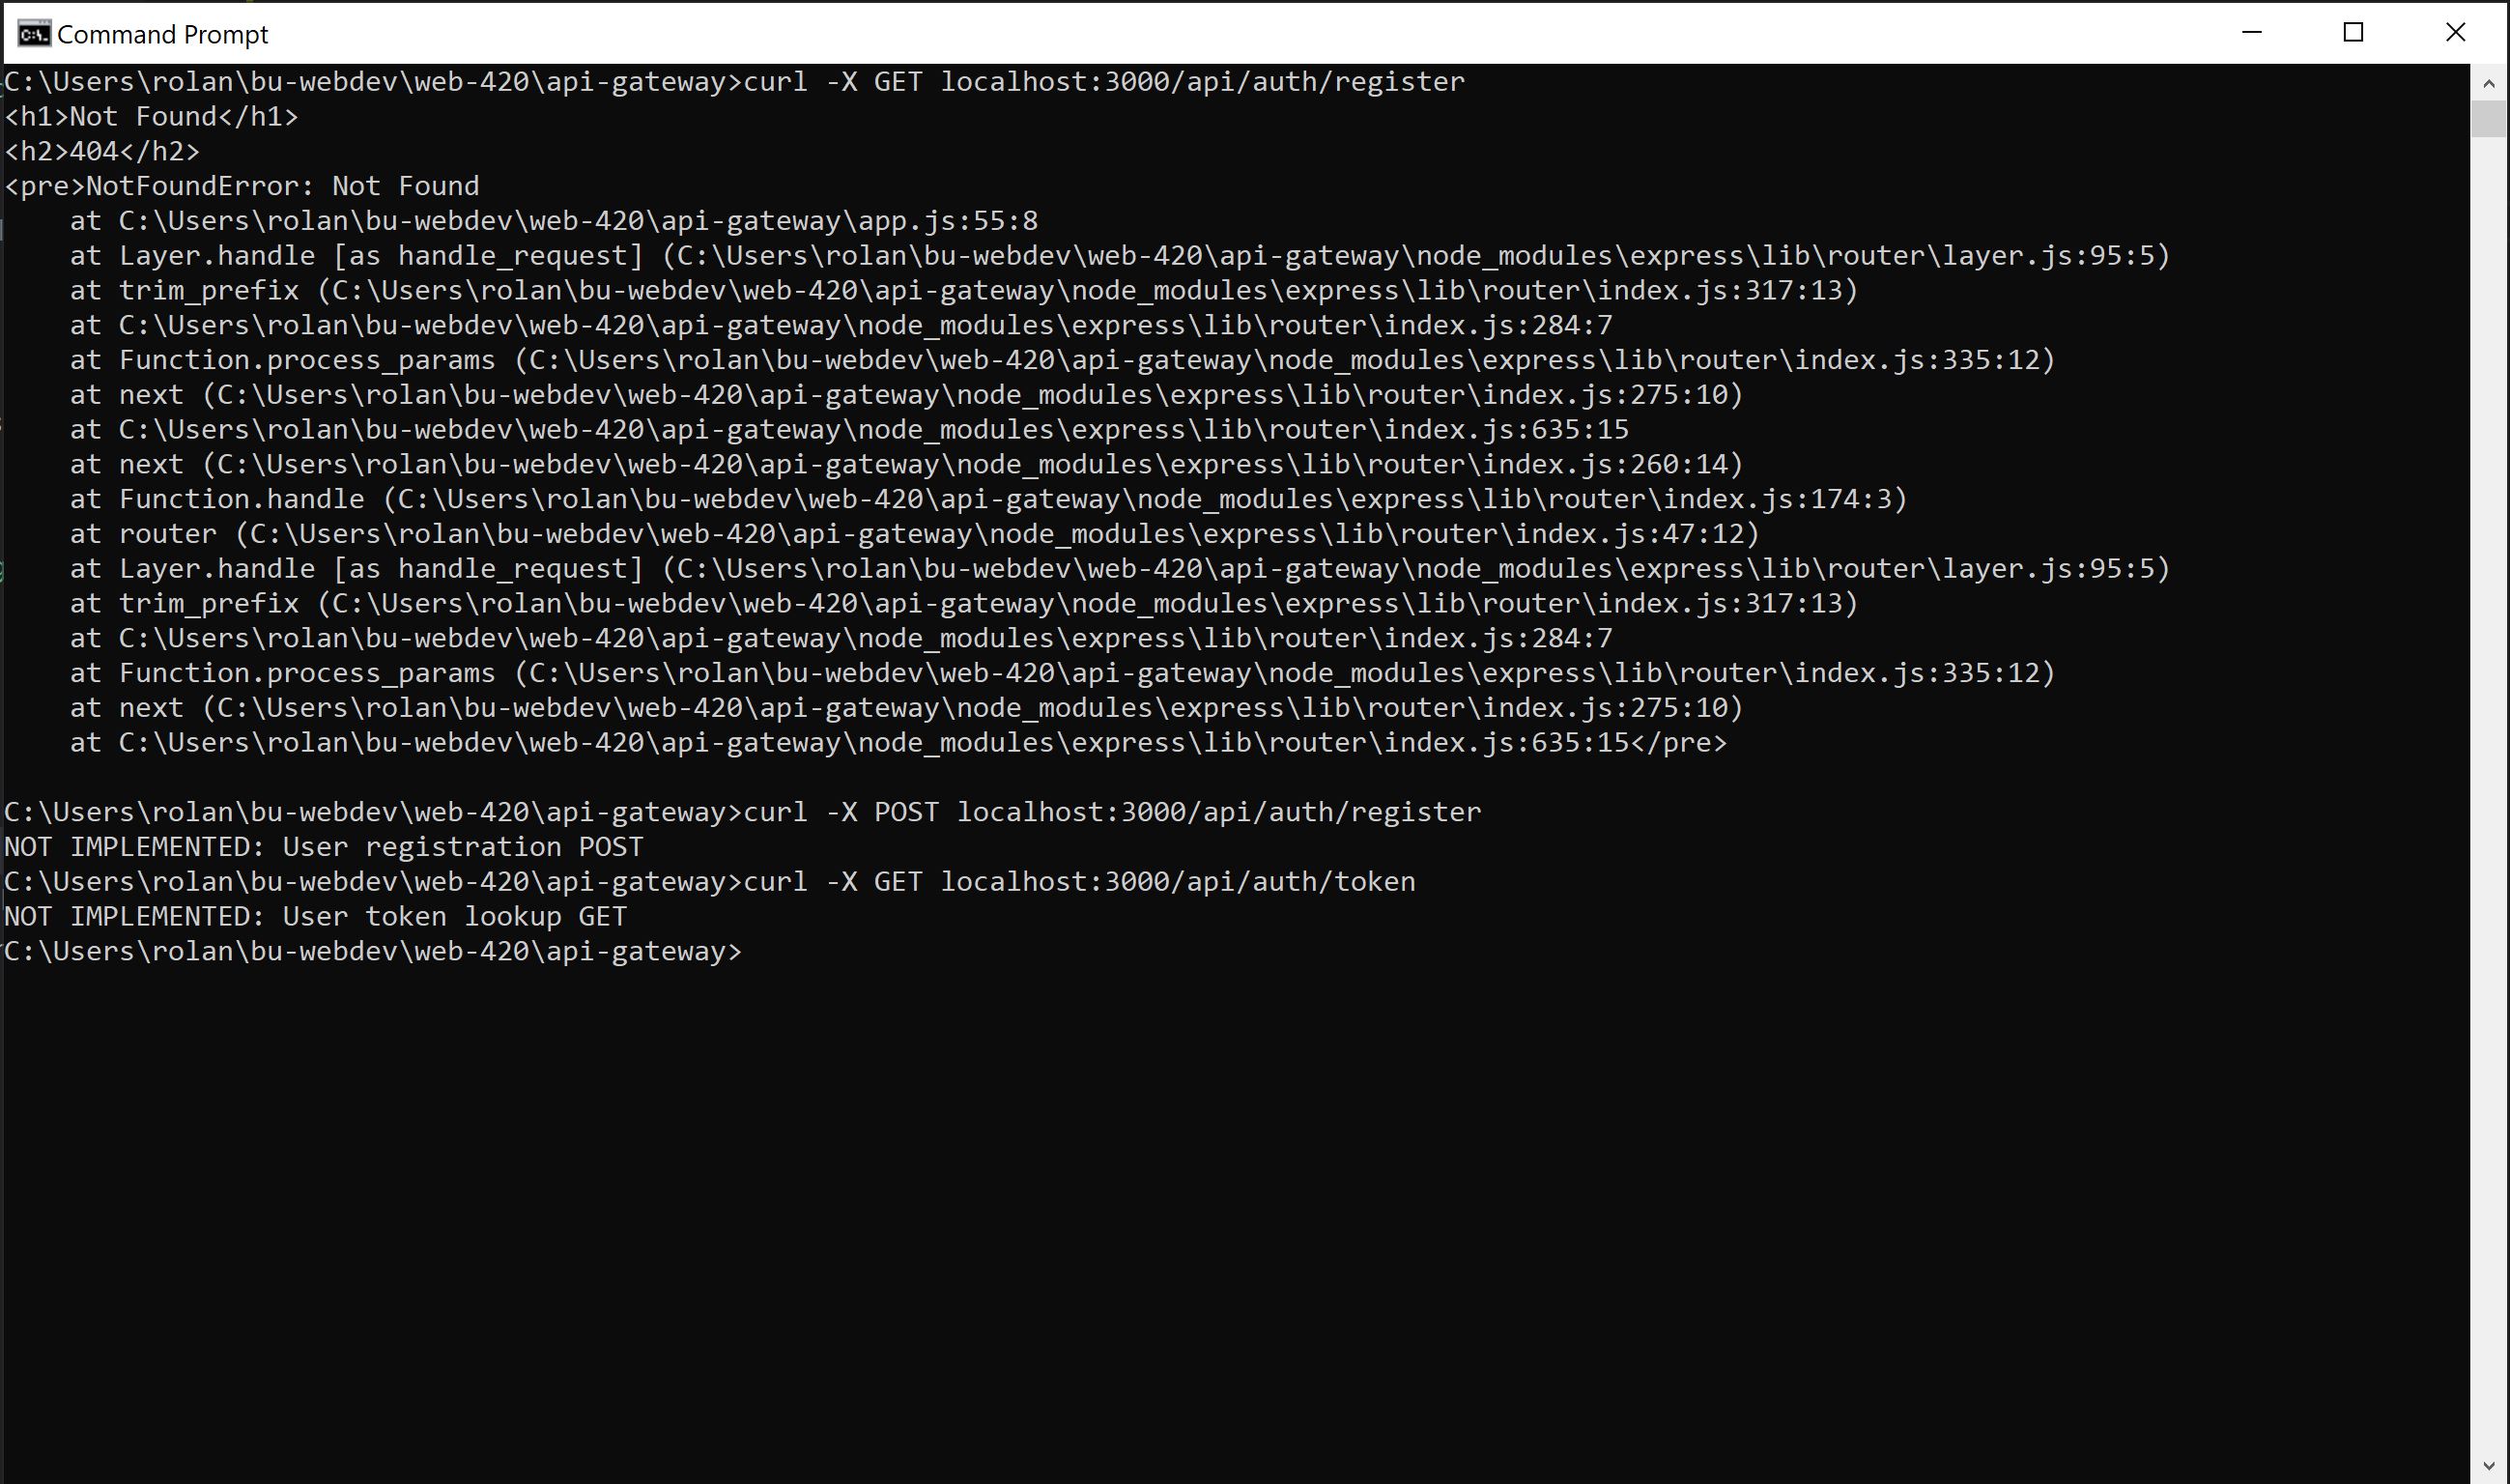 Command Prompt
C:\Users\rolan\bu-webdev\web-420\api-gateway>curl -X GET localhost:3000/api/auth/register
<h1>Not Found</h1>
<h2>404</h2>
<pre>NotFoundError: Not Found
    at C:\Users\rolan\bu-webdev\web-420\api-gateway\app.js:55:8
    at Layer.handle [as handle_request] (C:\Users\rolan\bu-webdev\web-420\api-gateway\node_modules\express\lib\router\layer.js:95:5)
    at trim_prefix (C:\Users\rolan\bu-webdev\web-420\api-gateway\node_modules\express\lib\router\index.js:317:13)
    at C:\Users\rolan\bu-webdev\web-420\api-gateway\node_modules\express\lib\router\index.js:284:7
    at Function.process_params (C:\Users\rolan\bu-webdev\web-420\api-gateway\node_modules\express\lib\router\index.js:335:12)
    at next (C:\Users\rolan\bu-webdev\web-420\api-gateway\node_modules\express\lib\router\index.js:275:10)
    at C:\Users\rolan\bu-webdev\web-420\api-gateway\node_modules\express\lib\router\index.js:635:15
    at next (C:\Users\rolan\bu-webdev\web-420\api-gateway\node_modules\express\lib\router\index.js:260:14)
    at Function.handle (C:\Users\rolan\bu-webdev\web-420\api-gateway\node_modules\express\lib\router\index.js:174:3)
    at router (C:\Users\rolan\bu-webdev\web-420\api-gateway\node_modules\express\lib\router\index.js:47:12)
    at Layer.handle [as handle_request] (C:\Users\rolan\bu-webdev\web-420\api-gateway\node_modules\express\lib\router\layer.js:95:5)
    at trim_prefix (C:\Users\rolan\bu-webdev\web-420\api-gateway\node_modules\express\lib\router\index.js:317:13)
    at C:\Users\rolan\bu-webdev\web-420\api-gateway\node_modules\express\lib\router\index.js:284:7
    at Function.process_params (C:\Users\rolan\bu-webdev\web-420\api-gateway\node_modules\express\lib\router\index.js:335:12)
    at next (C:\Users\rolan\bu-webdev\web-420\api-gateway\node_modules\express\lib\router\index.js:275:10)
    at C:\Users\rolan\bu-webdev\web-420\api-gateway\node_modules\express\lib\router\index.js:635:15</pre>
C:\Users\rolan\bu-webdev\web-420\api-gateway>curl -X POST localhost:3000/api/auth/register
NOT IMPLEMENTED: User registration POST
C:\Users\rolan\bu-webdev\web-420\api-gateway>curl -X GET localhost:3000/api/auth/token
NOT IMPLEMENTED: User token lookup GET
C:\Users\rolan\bu-webdev\web-420\api-gateway>